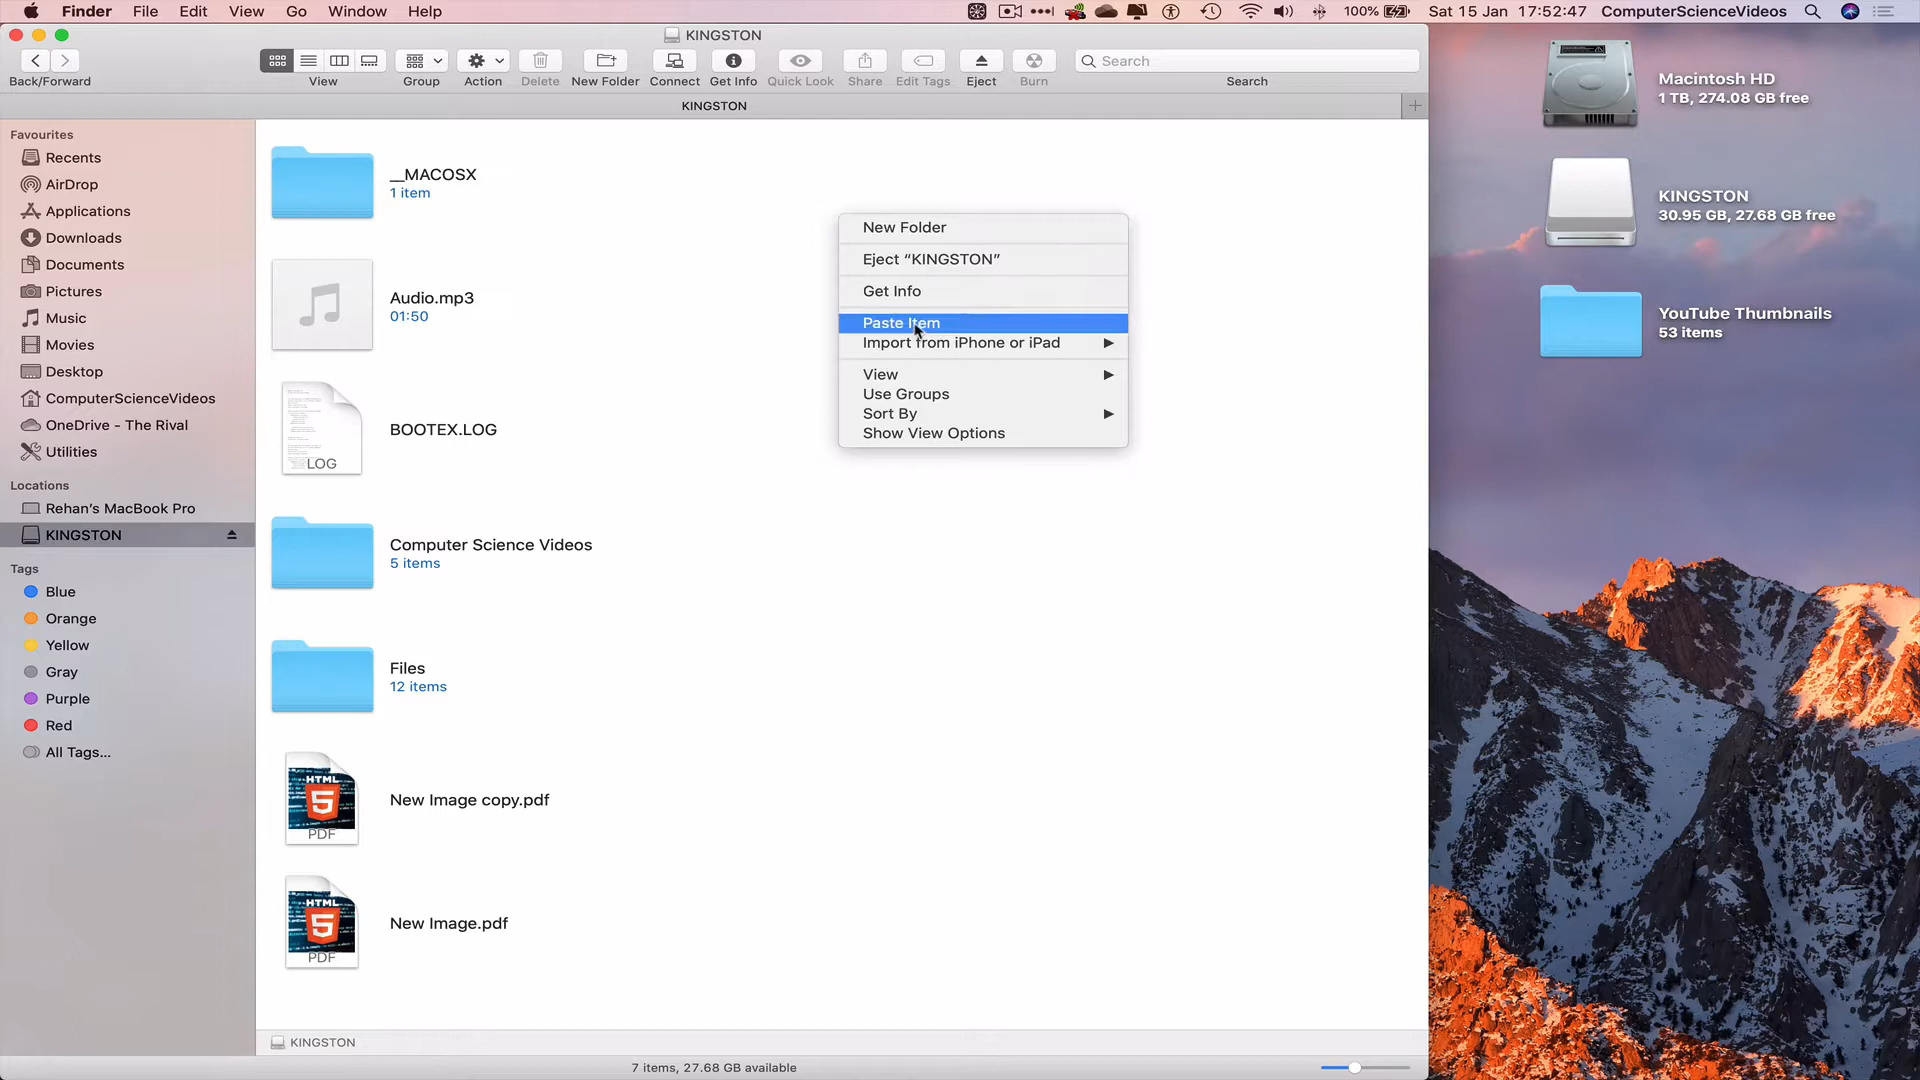 Finder File Edit View Go Window Help 100% Sat 15 Jan 17:52:47 ComputerScienceVideos
KINGSTON
Back/Forward View Group Action Delete New Folder Connect Get Info Quick Look Share Edit Tags Eject Burn Search
Search
KINGSTON
Favourites
Recents
AirDrop
Applications
Downloads
Documents
Pictures
Music
Movies
Desktop
ComputerScienceVideos
OneDrive - The Rival
Utilities
Locations
Rehan's MacBook Pro
KINGSTON
Tags
Blue
Orange
Yellow
Gray
Purple
Red
All Tags...
__MACOSX
1 item
Audio.mp3
01:50
BOOTEX.LOG
LOG
Computer Science Videos
5 items
Files
12 items
New Image copy.pdf
HTML
5
PDF
New Image.pdf
HTML
5
PDF
New Folder
Eject “KINGSTON”
Get Info
Paste Item
Import from iPhone or iPad
View
Use Groups
Sort By
Show View Options
KINGSTON
7 items, 27.68 GB available
Macintosh HD
1 TB, 274.08 GB free
KINGSTON
30.95 GB, 27.68 GB free
YouTube Thumbnails
53 items